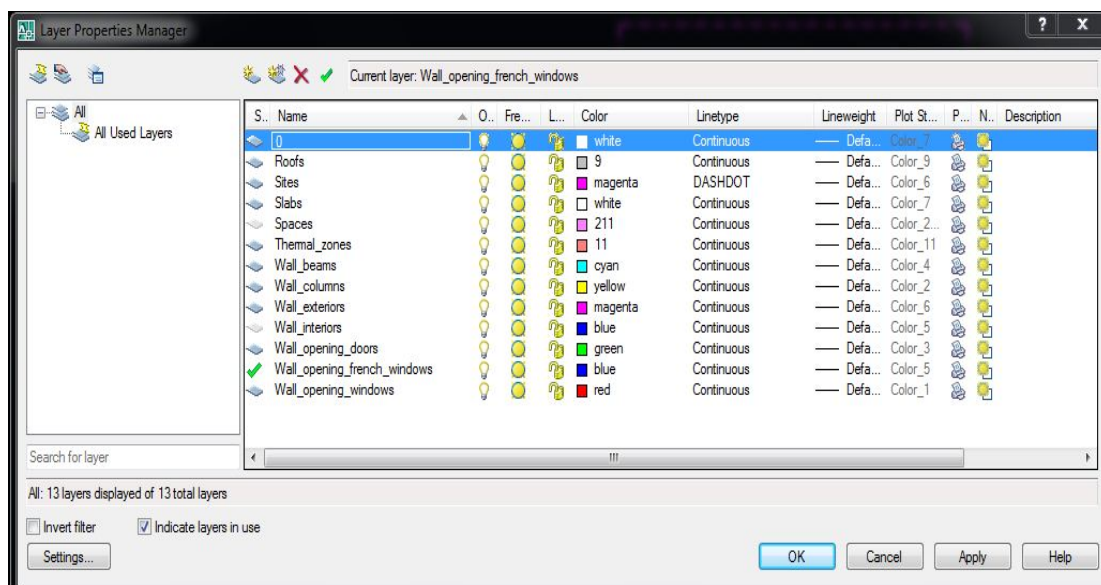 Layer Properties Manager
? X
Current layer: Wall_opening_french_windows
All
All Used Layers
S.. Name O.. Fre... L... Color Linetype Lineweight Plot St... P... N.. Description
0 white Continuous Defa... Color_7
Roofs 9 Continuous Defa... Color_9
Sites magenta DASHDOT Defa... Color_6
Slabs white Continuous Defa... Color_7
Spaces 211 Continuous Defa... Color_2...
Thermal_zones 11 Continuous Defa... Color_11
Wall_beams cyan Continuous Defa... Color_4
Wall_columns yellow Continuous Defa... Color_2
Wall_exteriors magenta Continuous Defa... Color_6
Wall_interiors blue Continuous Defa... Color_5
Wall_opening_doors green Continuous Defa... Color_3
Wall_opening_french_windows blue Continuous Defa... Color_5
Wall_opening_windows red Continuous Defa... Color_1
Search for layer
All: 13 layers displayed of 13 total layers
Invert filter Indicate layers in use
Settings... OK Cancel Apply Help